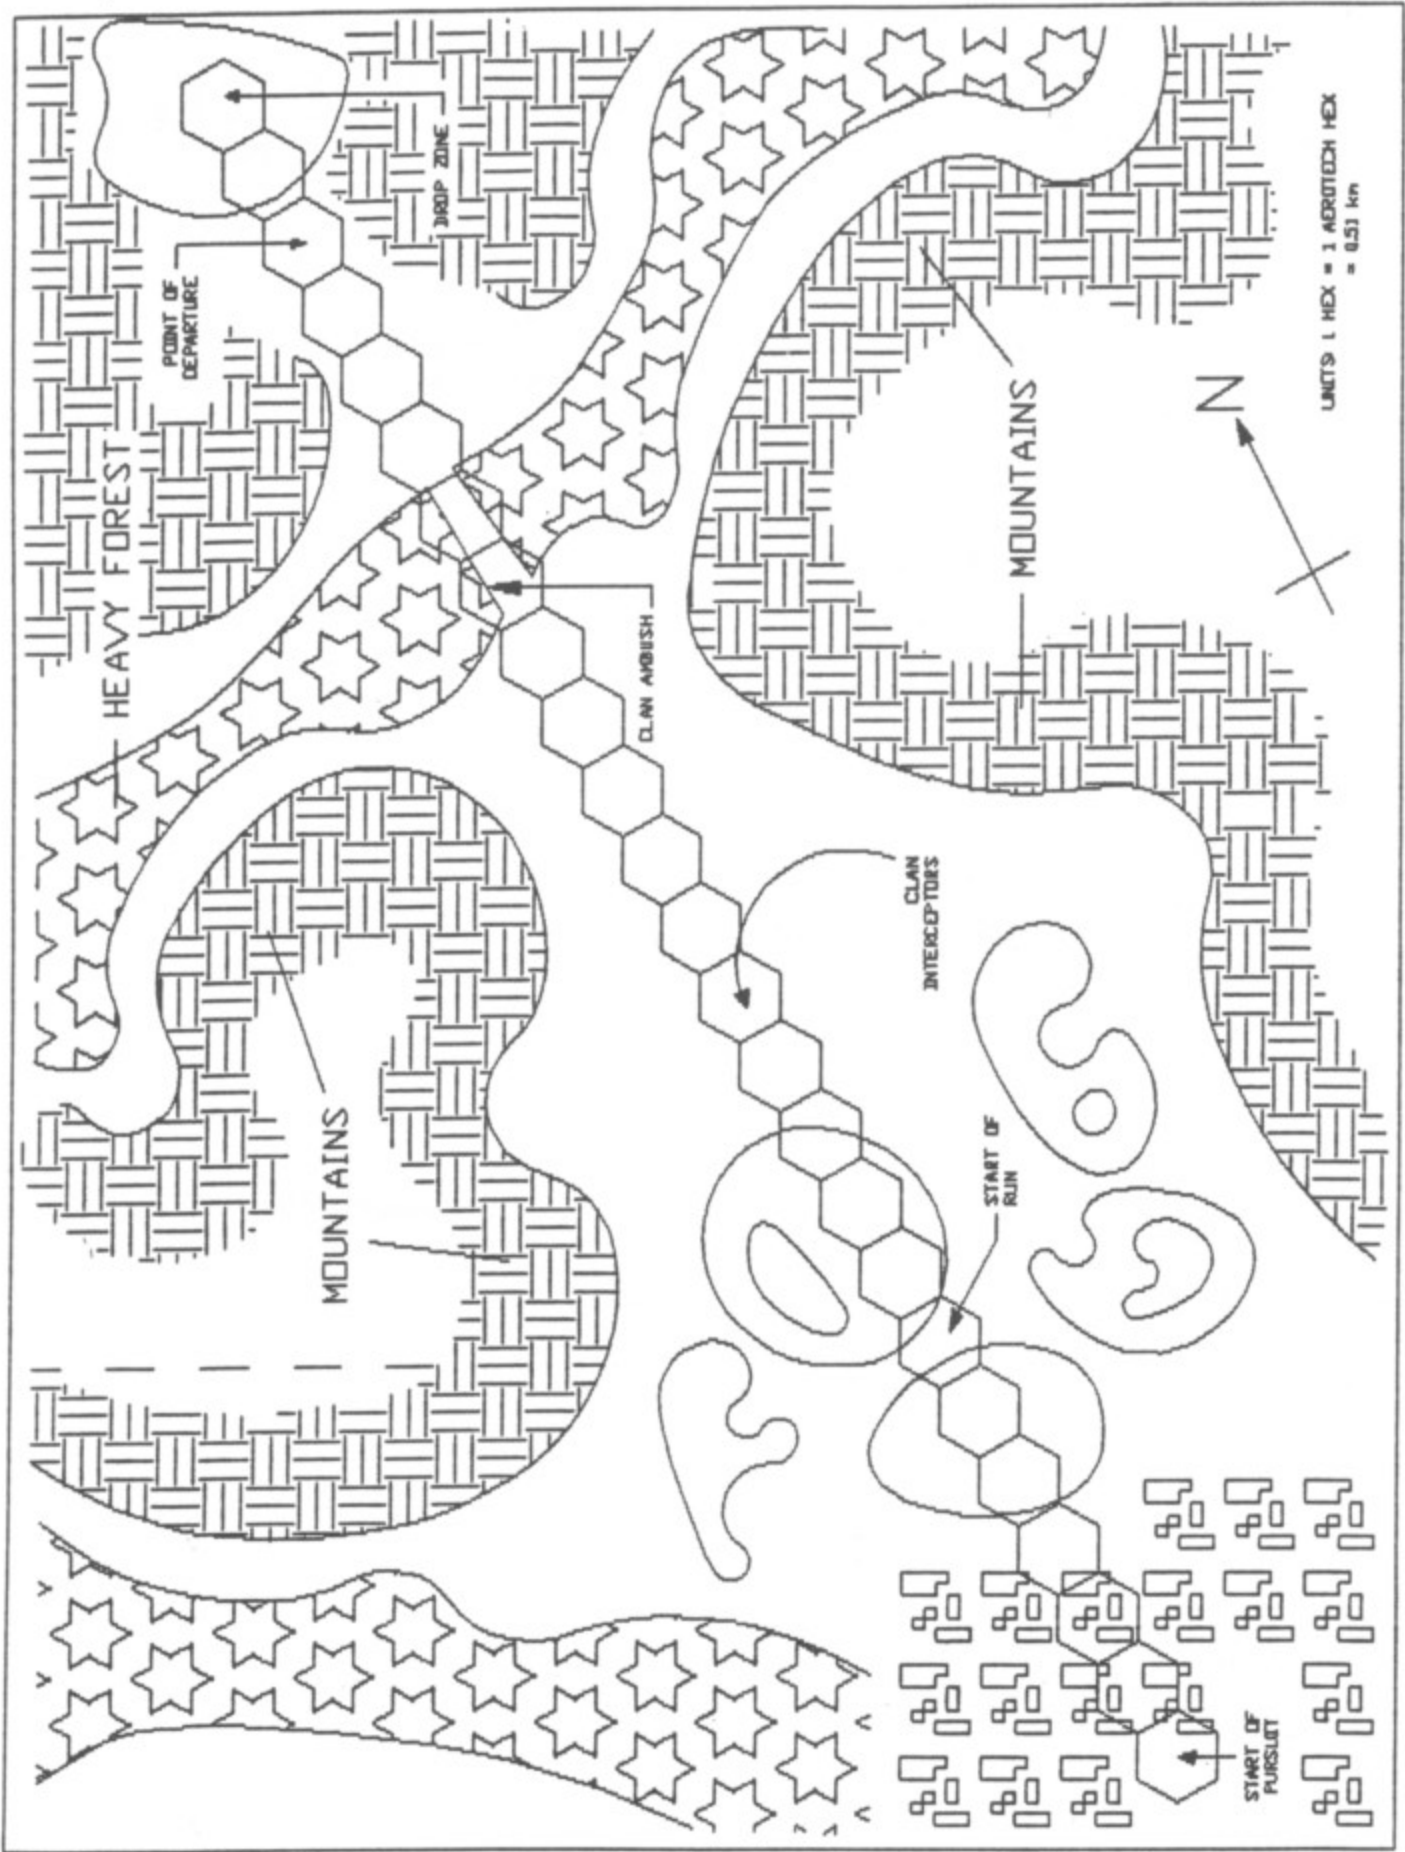 HEAVY FOREST
POINT OF
DEPARTURE
DROP ZONE
MOUNTAINS
CLAN AMBUSH
MOUNTAINS
N
UNITS: 1 HEX = 1 AEROTECH HEX
= 0.51 km
CLAN
INTERCEPTORS
START OF
RUN
START OF
PURSUIT